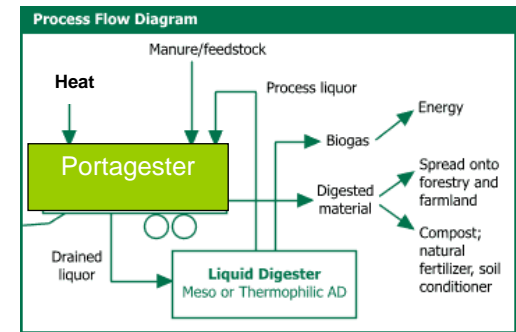 Process Flow Diagram
Manure/feedstock
Heat
Process liquor
Energy
Biogas
Portagester
Spread onto
forestry and
farmland
Digested
material
Compost;
natural
fertilizer, soil
conditioner
Drained
liquor
Liquid Digester
Meso or Thermophilic AD